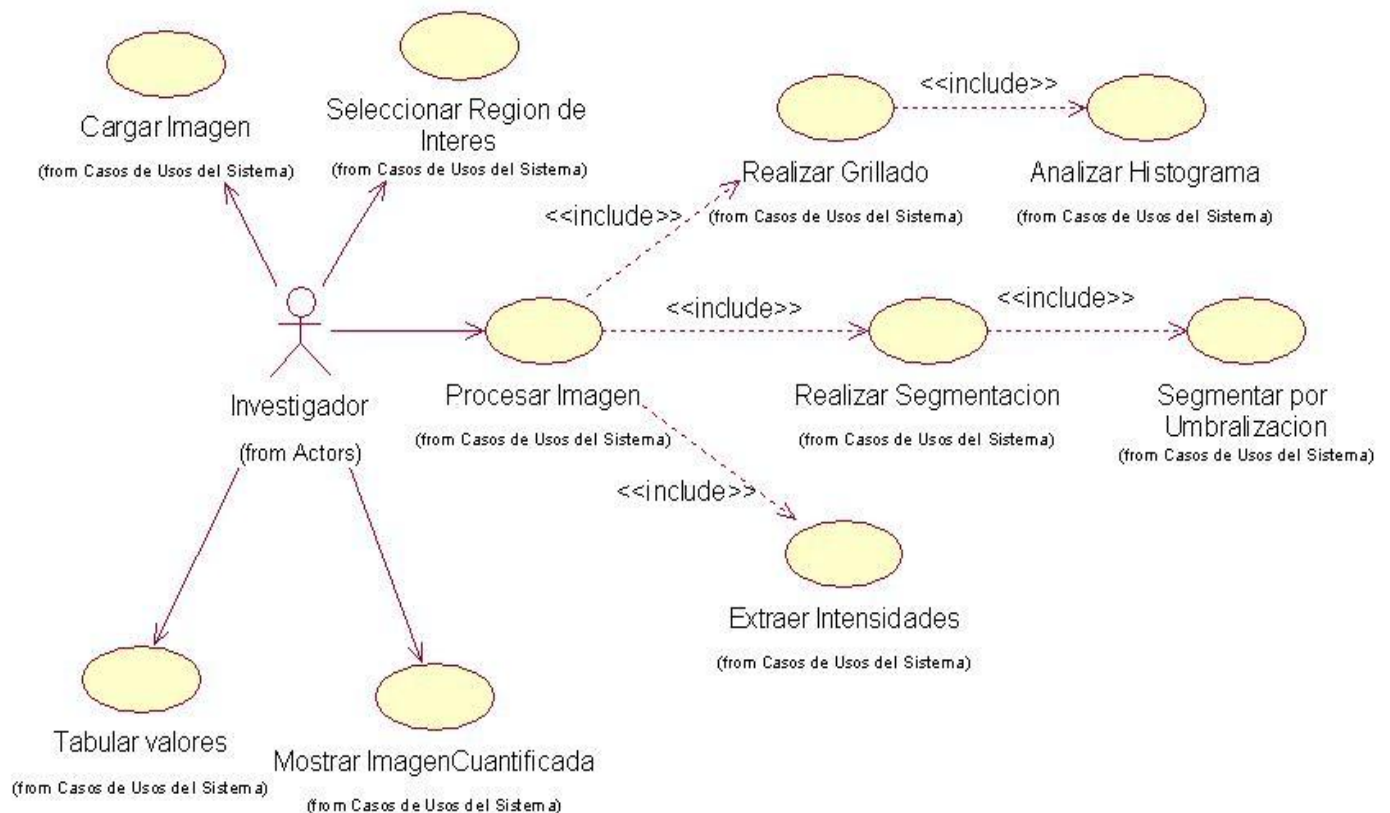 Cargar Imagen
(from Casos de Usos del Sistema)
Seleccionar Region de
Interes
(from Casos de Usos del Sistema)
<<include>>
Realizar Grillado
(from Casos de Usos del Sistema)
Analizar Histograma
(from Casos de Usos del Sistema)
<<include>>
Investigador
(from Actors)
Procesar Imagen
(from Casos de Usos del Sistema)
<<include>>
Realizar Segmentacion
(from Casos de Usos del Sistema)
<<include>>
Segmentar por
Umbralizacion
(from Casos de Usos del Sistema)
<<include>>
Extraer Intensidades
(from Casos de Usos del Sistema)
Tabular valores
(from Casos de Usos del Sistema)
Mostrar ImagenCuantificada
(from Casos de Usos del Sistema)